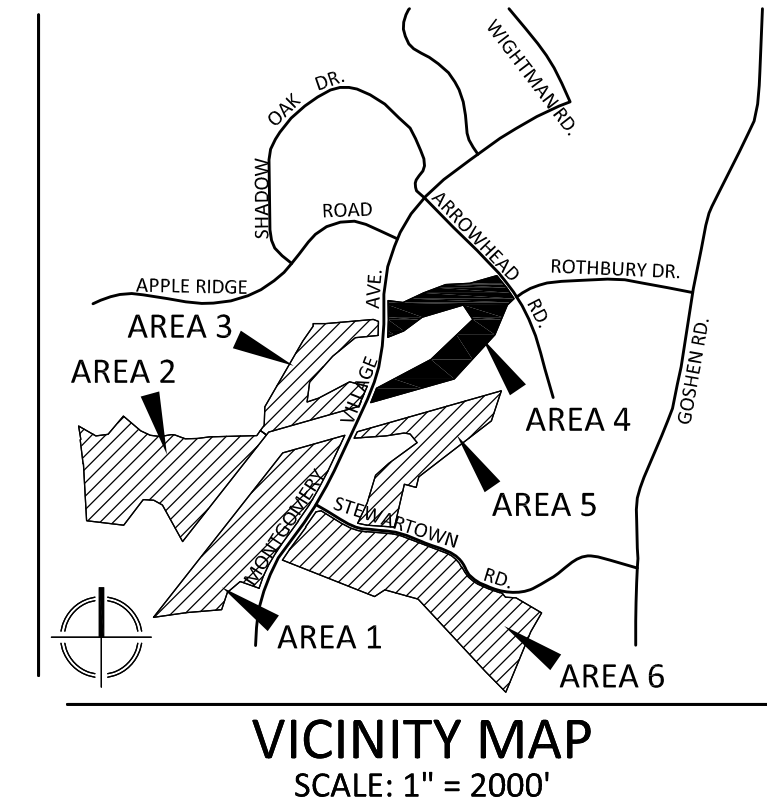 WIGHTMAN RD.
OAK DR.
SHADOW
ROAD
ARROWHEAD
ROTHBURY DR.
APPLE RIDGE
AVE.
RD.
AREA 3
GOSHEN RD.
AREA 2
VILLAGE
AREA 4
MONTGOMERY
AREA 5
STEWARTOWN
RD.
AREA 1
AREA 6
VICINITY MAP
SCALE: 1" = 2000'